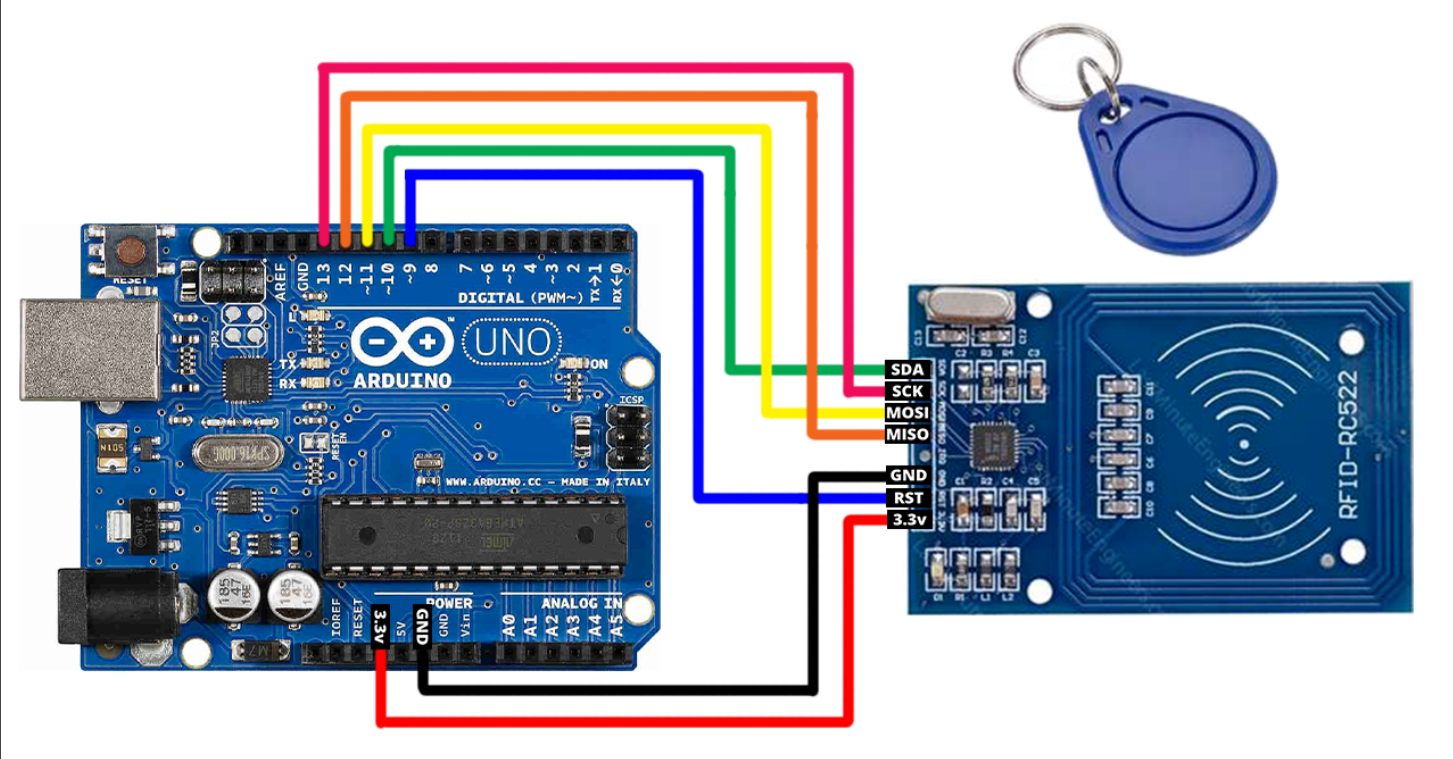 RESET
AREF
GND
13
12
~11
~10
~9
8
7
~6
~5
4
~3
2
TX→1
RX←0
DIGITAL (PWM~)
JP2
TX
RX
UNO
ARDUINO
ON
ICSP
RESET
EN
SPK16.000G
WWW.ARDUINO.CC – MADE IN ITALY
POWER
ANALOG IN
IOREF
RESET
3.3v
5V
GND
GND
Vin
A0
A1
A2
A3
A4
A5
SDA
SCK
MOSI
MISO
GND
RST
3.3v
RFID-RC522